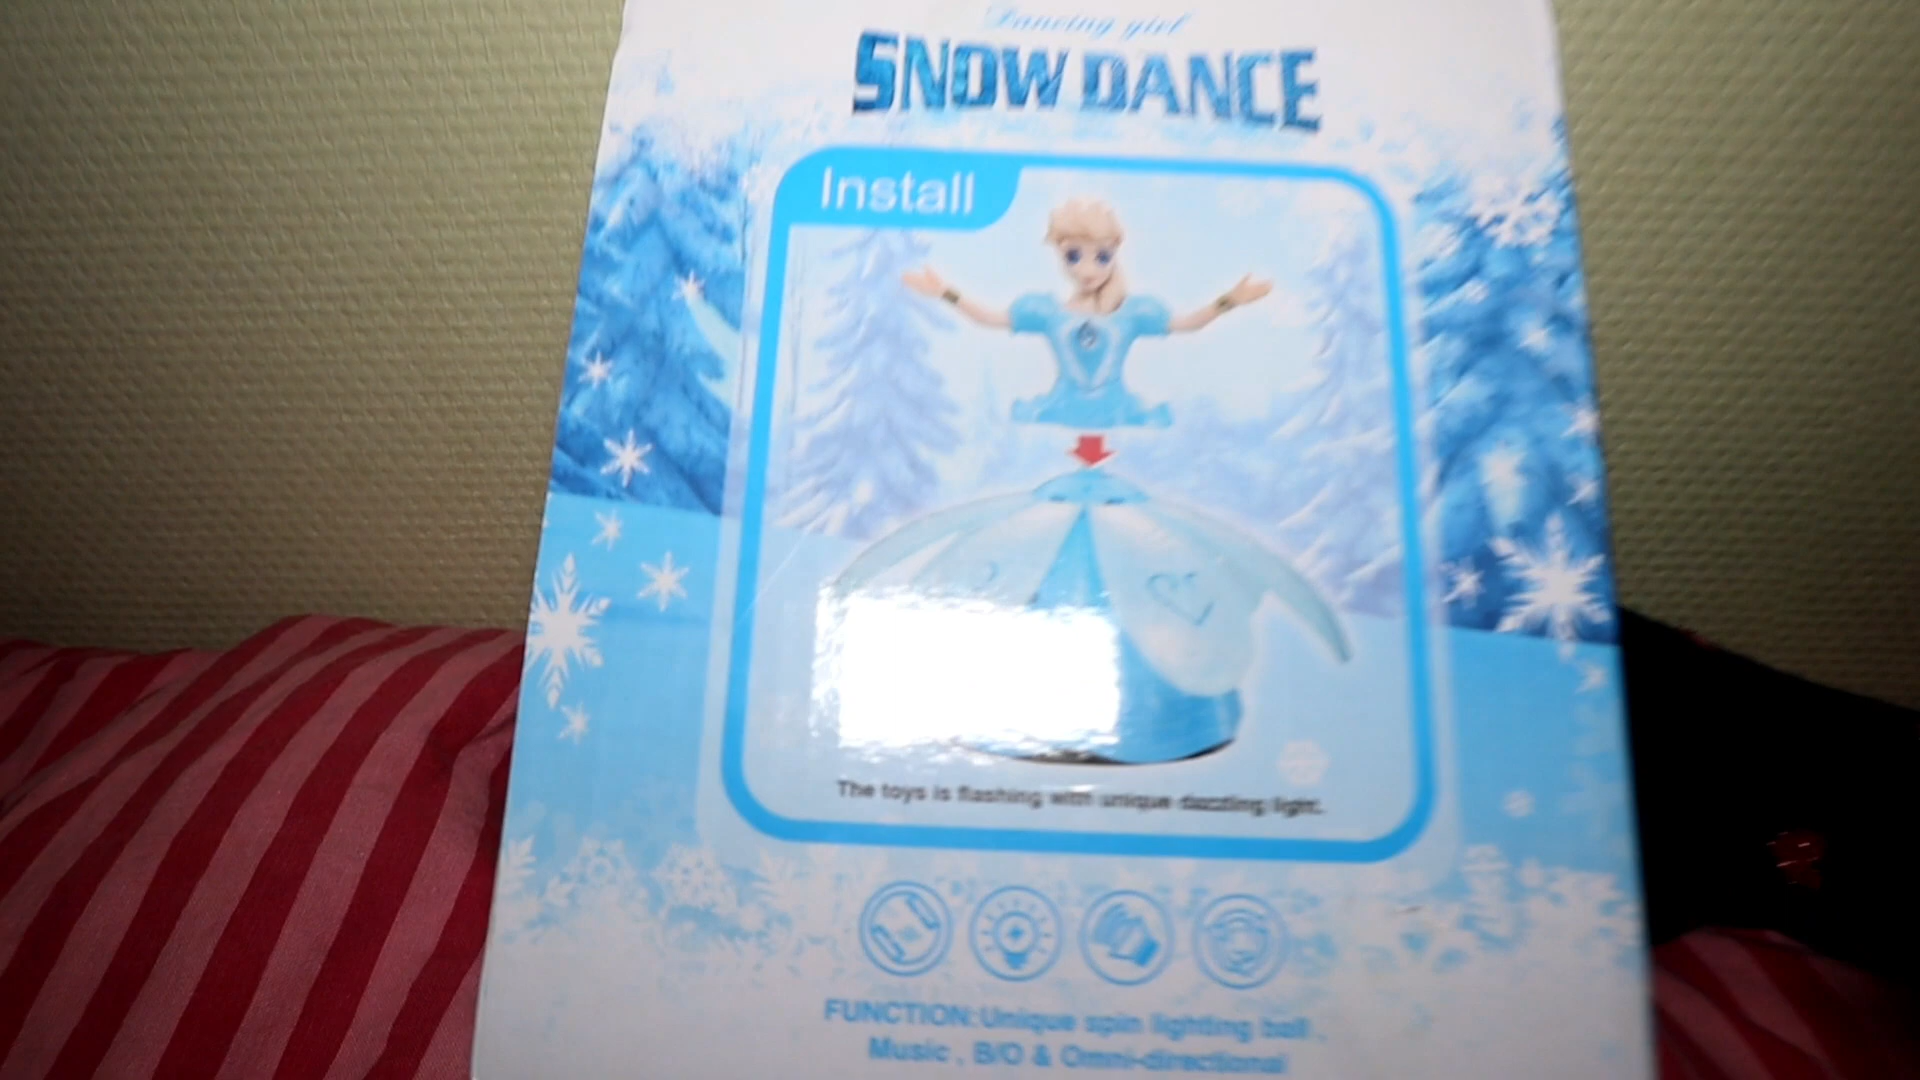 Dancing girl
SNOW DANCE
Install
The toys is flashing with unique dazzling light.
FUNCTION: Unique spin lighting ball,
Music, B/O & Omni-directional